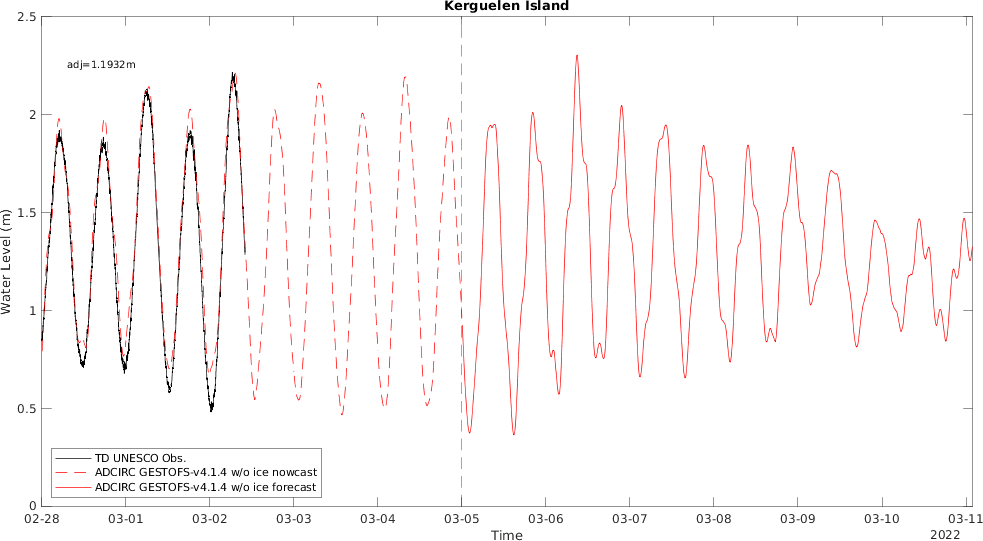 Kerguelen Island
2.5
adj=1.1932m
2
1.5
1
0.5
0
Water Level (m)
TD UNESCO Obs.
ADCIRC GESTOFS-v4.1.4 w/o ice nowcast
ADCIRC GESTOFS-v4.1.4 w/o ice forecast
02-28 03-01 03-02 03-03 03-04 03-05 03-06 03-07 03-08 03-09 03-10 03-11
Time
2022